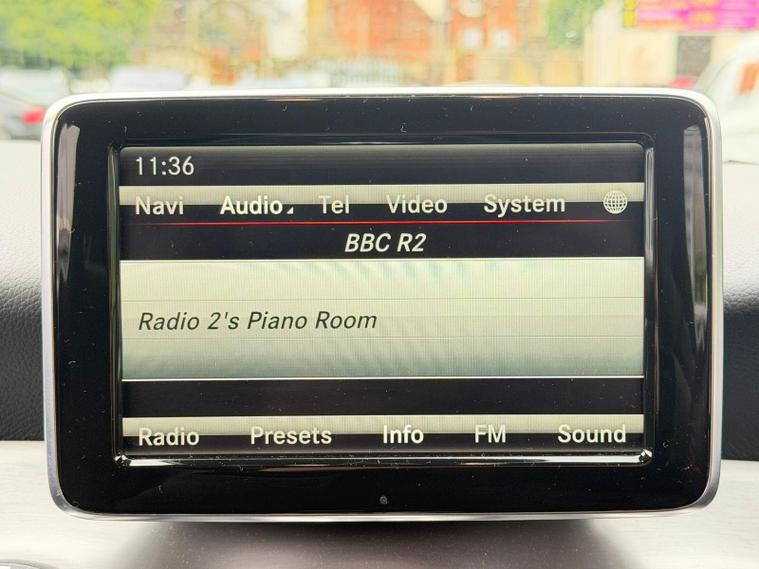 11:36
Navi Audio Tel Video System
BBC R2
Radio 2's Piano Room
Radio Presets Info FM Sound